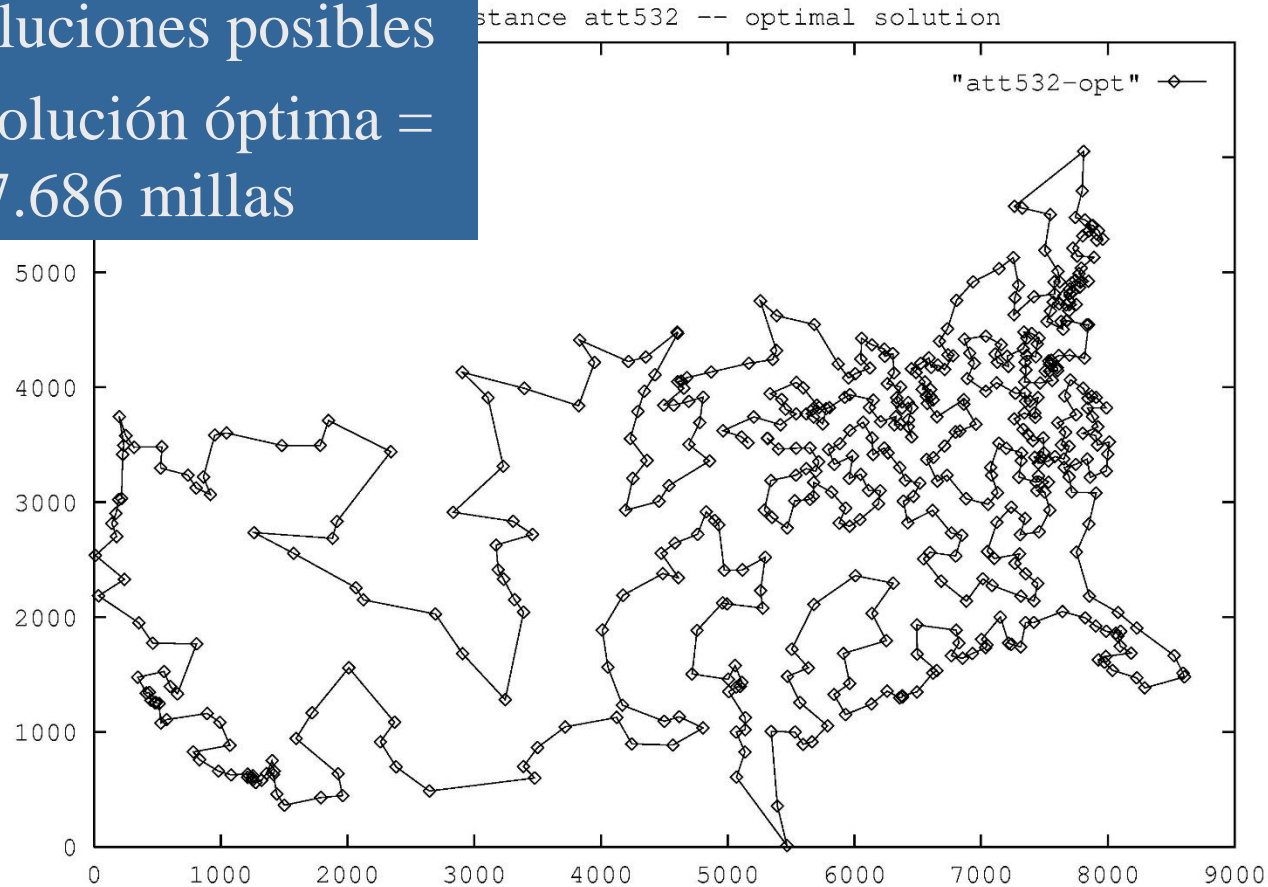 luciones posibles
olución óptima =
7.686 millas
stance att532 -- optimal solution
"att532-opt"
5000
4000
3000
2000
1000
0
0 1000 2000 3000 4000 5000 6000 7000 8000 9000